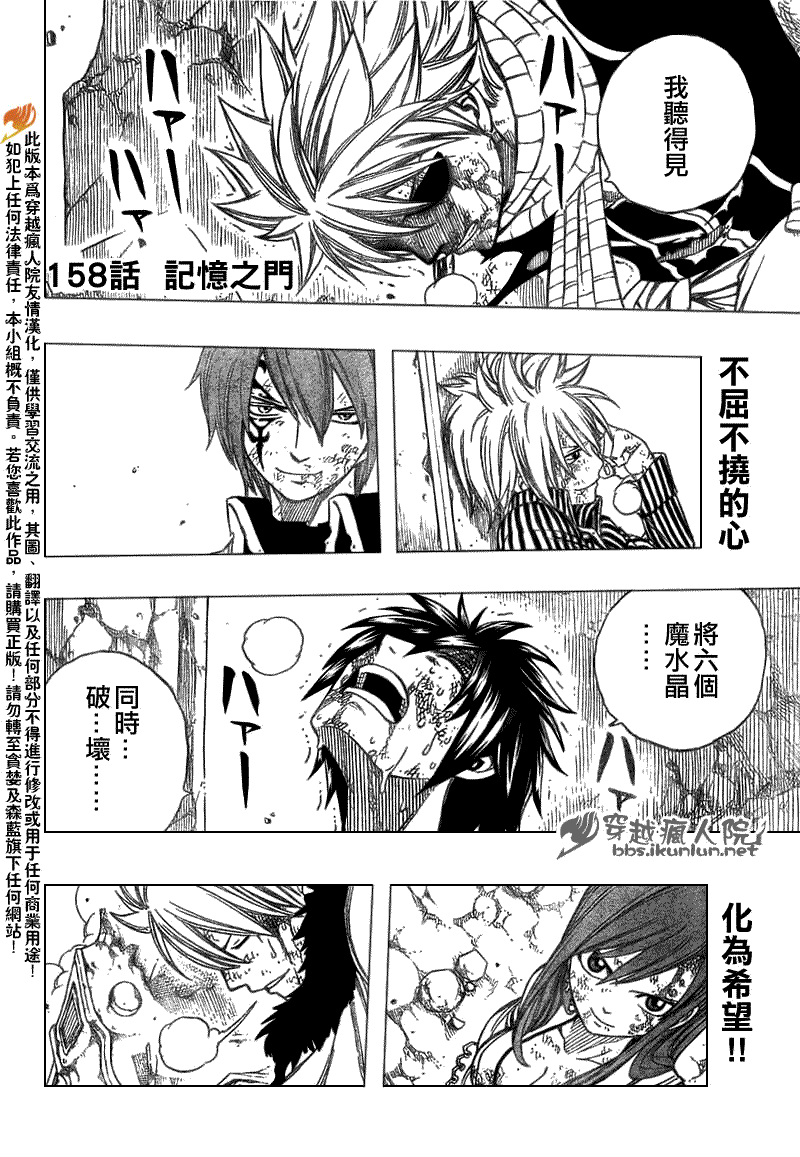 我聽得見
ハァー
ハァー
ハァー
158話 記憶之門
不屈不撓的心
將六個
魔水晶
……
ハァー
ハァー
同時…
破…壞……
穿越瘋人院
bbs.ikunlun.net
化為希望!!
此版本爲穿越瘋人院友情漢化，僅供學習交流之用，其圖、翻譯以及任何部分不得進行修改或用于任何商業用途！
如犯上任何法律責任，本小組概不負責。若您喜歡此作品，請購買正版！請勿轉至貪婪及森藍旗下任何網站！